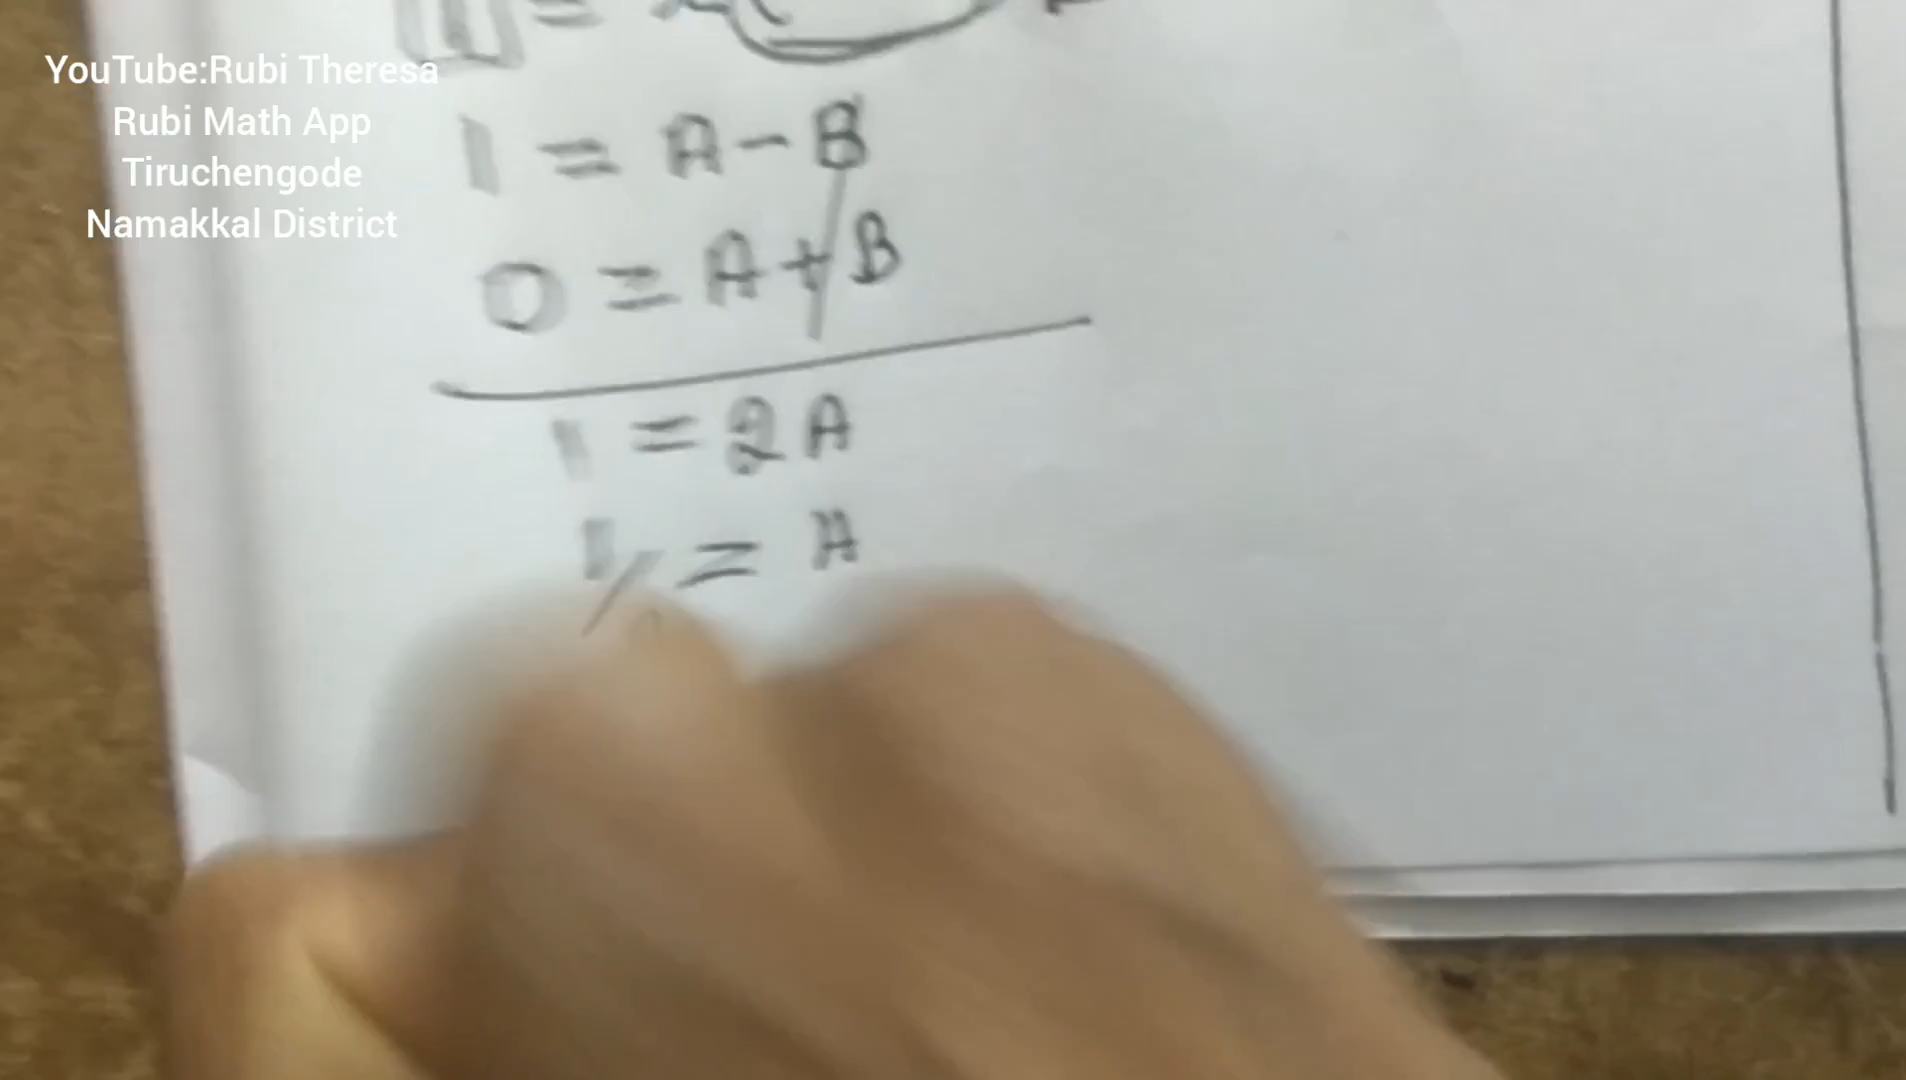 YouTube:Rubi Theresa
Rubi Math App
Tiruchengode
Namakkal District
1 = A - B
0 = A + B
1 = 2A
1/2 = A